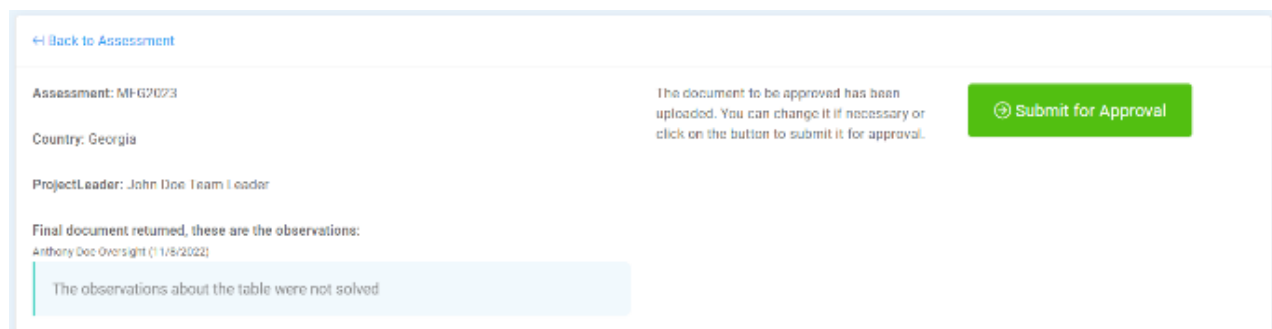 Back to Assessment
Assessment: MFG2023
The document to be approved has been
uploaded. You can change it if necessary or
click on the button to submit it for approval.
Submit for Approval
Country: Georgia
ProjectLeader: John Doe Team Leader
Final document returned, these are the observations:
Anthony Doe Oversight (11/8/2022)
The observations about the table were not solved